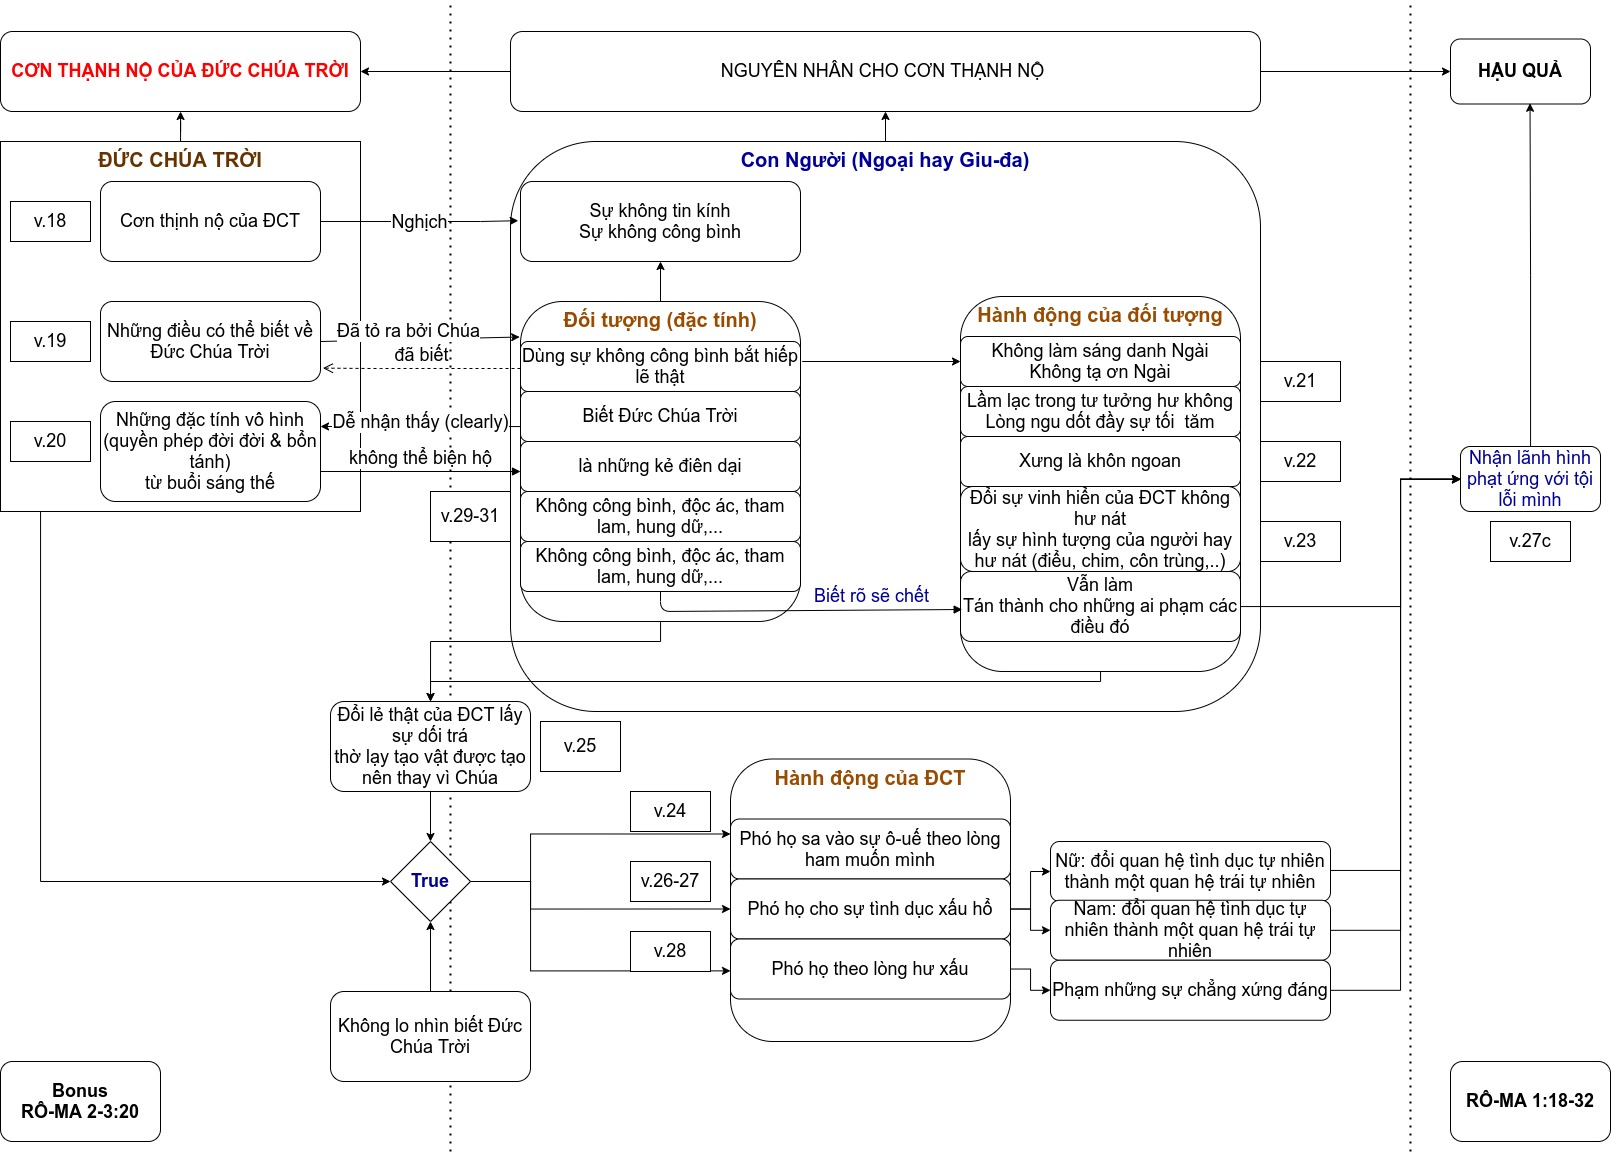 CƠN THẠNH NỘ CỦA ĐỨC CHÚA TRỜI
NGUYÊN NHÂN CHO CƠN THẠNH NỘ
HẬU QUẢ
ĐỨC CHÚA TRỜI
Con Người (Ngoại hay Giu-đa)
v.18
Cơn thịnh nộ của ĐCT
Nghịch
Sự không tin kính
Sự không công bình
v.19
Những điều có thể biết về
Đức Chúa Trời
Đã tỏ ra bởi Chúa
đã biết
v.20
Những đặc tính vô hình
(quyền phép đời đời & bổn
tánh)
từ buổi sáng thế
Dễ nhận thấy (clearly)
không thể biện hộ
v.29-31
Đối tượng (đặc tính)
Dùng sự không công bình bắt hiếp
lẽ thật
Biết Đức Chúa Trời
là những kẻ điên dại
Không công bình, độc ác, tham
lam, hung dữ,...
Không công bình, độc ác, tham
lam, hung dữ,...
Biết rõ sẽ chết
Hành động của đối tượng
Không làm sáng danh Ngài
Không tạ ơn Ngài
Lầm lạc trong tư tưởng hư không
Lòng ngu dốt đầy sự tối  tăm
Xưng là khôn ngoan
Đổi sự vinh hiển của ĐCT không
hư nát
lấy sự hình tượng của người hay
hư nát (điểu, chim, côn trùng,..)
Vẫn làm
Tán thành cho những ai phạm các
điều đó
v.21
v.22
v.23
Nhận lãnh hình
phạt ứng với tội
lỗi mình
v.27c
Đổi lẻ thật của ĐCT lấy
sự dối trá
thờ lạy tạo vật được tạo
nên thay vì Chúa
v.25
True
Không lo nhìn biết Đức
Chúa Trời
v.24
v.26-27
v.28
Hành động của ĐCT
Phó họ sa vào sự ô-uế theo lòng
ham muốn mình
Phó họ cho sự tình dục xấu hổ
Phó họ theo lòng hư xấu
Nữ: đổi quan hệ tình dục tự nhiên
thành một quan hệ trái tự nhiên
Nam: đổi quan hệ tình dục tự
nhiên thành một quan hệ trái tự
nhiên
Phạm những sự chẳng xứng đáng
Bonus
RÔ-MA 2-3:20
RÔ-MA 1:18-32